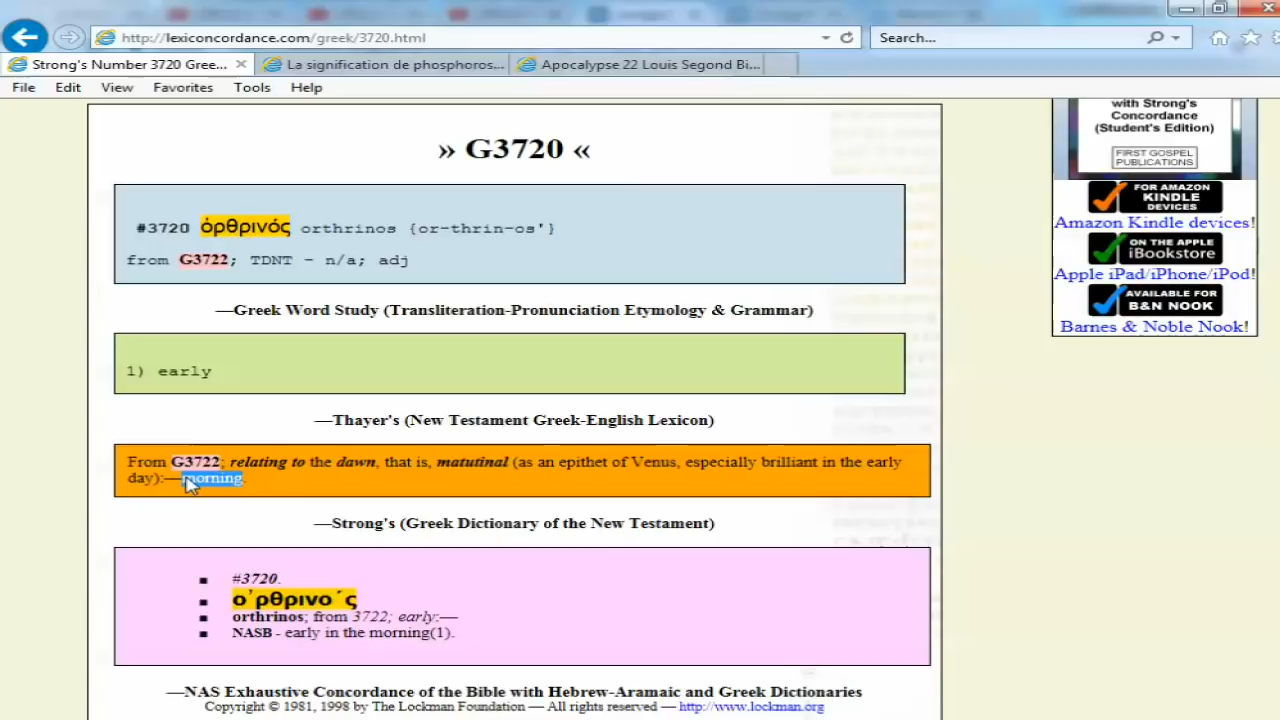 http://lexiconcordance.com/greek/3720.html
Search...
Strong's Number 3720 Gree...
La signification de phosphoros...
Apocalypse 22 Louis Segond Bi...
File Edit View Favorites Tools Help
» G3720 «
#3720 ὀρθρινός orthrinos {or-thrin-os'}
from G3722; TDNT - n/a; adj
—Greek Word Study (Transliteration-Pronunciation Etymology & Grammar)
1) early
—Thayer's (New Testament Greek-English Lexicon)
From G3722; relating to the dawn, that is, matutinal (as an epithet of Venus, especially brilliant in the early
day):—morning.
—Strong's (Greek Dictionary of the New Testament)
#3720.
ο᾿ρθρινο´ς
orthrinos; from 3722; early:—
NASB - early in the morning(1).
—NAS Exhaustive Concordance of the Bible with Hebrew-Aramaic and Greek Dictionaries
Copyright © 1981, 1998 by The Lockman Foundation — All rights reserved — http://www.lockman.org
with Strong's
Concordance
(Student's Edition)
FIRST GOSPEL
PUBLICATIONS
FOR AMAZON
KINDLE
DEVICES
Amazon Kindle devices!
ON THE APPLE
iBookstore
Apple iPad/iPhone/iPod!
AVAILABLE FOR
B&N NOOK
Barnes & Noble Nook!